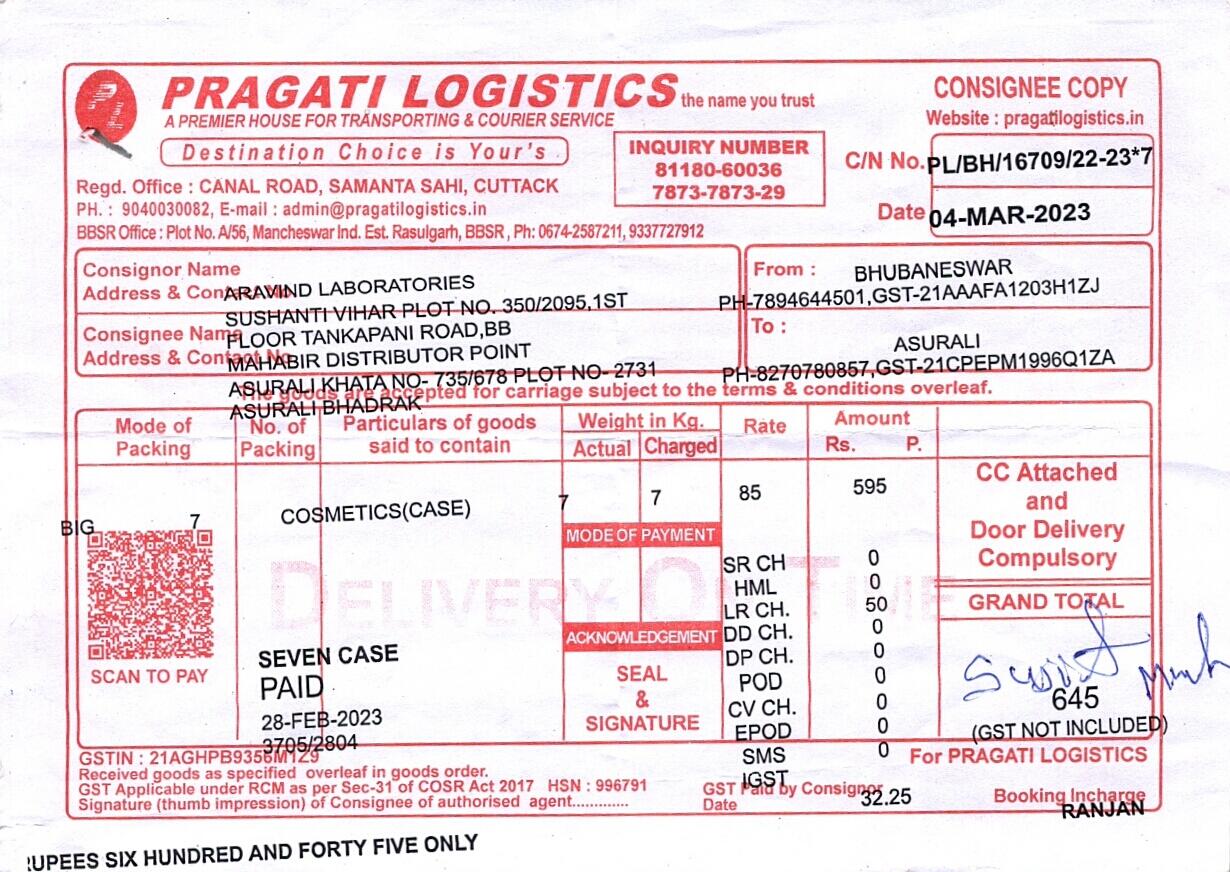 PRAGATI LOGISTICS the name you trust
A PREMIER HOUSE FOR TRANSPORTING & COURIER SERVICE
Destination Choice is Your's
CONSIGNEE COPY
Website : pragatilogistics.in
INQUIRY NUMBER
81180-60036
7873-7873-29
C/N No. PL/BH/16709/22-23*7
Date 04-MAR-2023
Regd. Office : CANAL ROAD, SAMANTA SAHI, CUTTACK
PH. : 9040030082, E-mail : admin@pragatilogistics.in
BBSR Office : Plot No. A/56, Mancheswar Ind. Est. Rasulgarh, BBSR , Ph: 0674-2587211, 9337727912
Consignor Name
Address & Contact No.
ARAVIND LABORATORIES
SUSHANTI VIHAR PLOT NO. 350/2095,1ST
FLOOR TANKAPANI ROAD,BB
From : BHUBANESWAR
PH-7894644501,GST-21AAAFA1203H1ZJ
Consignee Name
Address & Contact No.
MAHABIR DISTRIBUTOR POINT
ASURALI KHATA NO- 735/678 PLOT NO- 2731
ASURALI BHADRAK
To : ASURALI
PH-8270780857,GST-21CPEPM1996Q1ZA
The goods are accepted for carriage subject to the terms & conditions overleaf.
Mode of Packing
No. of Packing
Particulars of goods said to contain
Weight in Kg.
Actual Charged
Rate
Amount
Rs. P.
BIG 7 COSMETICS(CASE) 7 7 85 595
CC Attached
and
Door Delivery
Compulsory
MODE OF PAYMENT
DELIVERY ON TIME
SR CH 0
HML 0
LR CH. 50
DD CH. 0
DP CH. 0
POD 0
CV CH. 0
EPOD 0
SMS 0
IGST 32.25
GRAND TOTAL
645
(GST NOT INCLUDED)
ACKNOWLEDGEMENT
SEAL
&
SIGNATURE
SCAN TO PAY
SEVEN CASE
PAID
28-FEB-2023
3705/2804
GSTIN : 21AGHPB9356M1Z9
Received goods as specified overleaf in goods order.
GST Applicable under RCM as per Sec-31 of COSR Act 2017 HSN : 996791
Signature (thumb impression) of Consignee of authorised agent.............
GST Paid by Consignor
Date
For PRAGATI LOGISTICS
Booking Incharge
RANJAN
RUPEES SIX HUNDRED AND FORTY FIVE ONLY